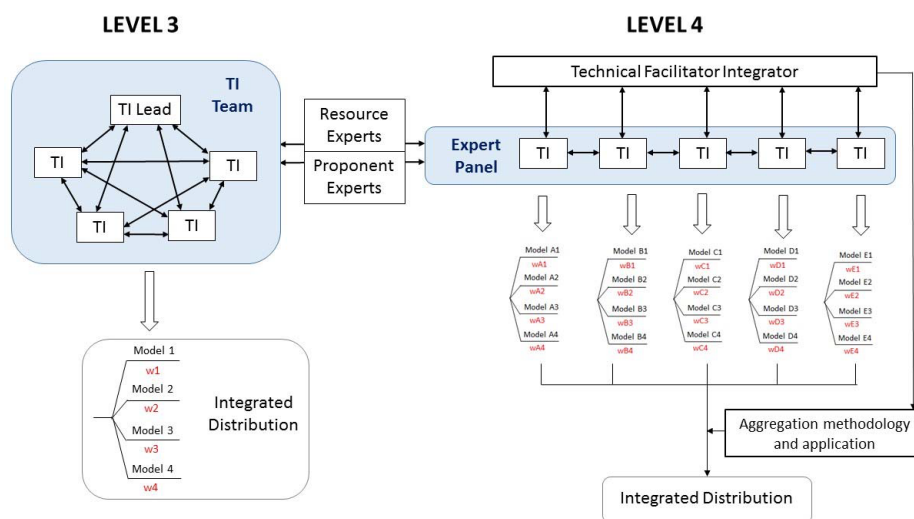 LEVEL 3
LEVEL 4
TI
Team
TI Lead
TI
TI
TI
TI
Resource
Experts
Proponent
Experts
Technical Facilitator Integrator
Expert
Panel
TI
TI
TI
TI
TI
Model A1
wA1
Model A2
wA2
Model A3
wA3
Model A4
wA4
Model B1
wB1
Model B2
wB2
Model B3
wB3
Model B4
wB4
Model C1
wC1
Model C2
wC2
Model C3
wC3
Model C4
wC4
Model D1
wD1
Model D2
wD2
Model D3
wD3
Model D4
wD4
Model E1
wE1
Model E2
wE2
Model E3
wE3
Model E4
wE4
Model 1
w1
Model 2
w2
Model 3
w3
Model 4
w4
Integrated
Distribution
Aggregation methodology
and application
Integrated Distribution